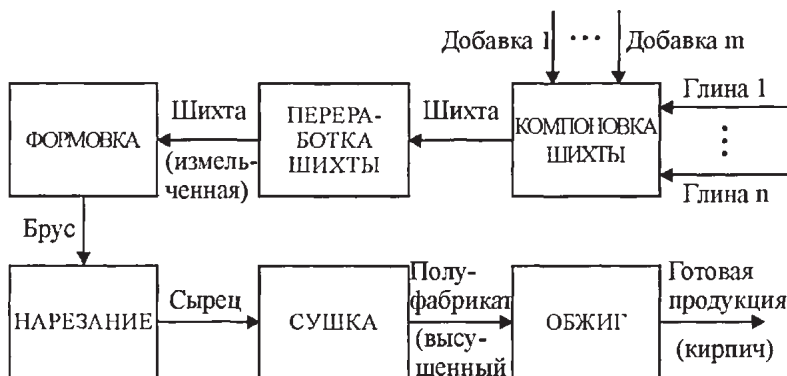 Добавка 1 ··· Добавка m
Глина 1
КОМПОНОВКА
ШИХТЫ
Глина n
Шихта
ПЕРЕРА-
БОТКА
ШИХТЫ
Шихта
(измель-
ченная)
ФОРМОВКА
Брус
НАРЕЗАНИЕ
Сырец
СУШКА
Полу-
фабрикат
(высу-
шенный
ОБЖИГ
Готовая
продукция
(кирпич)